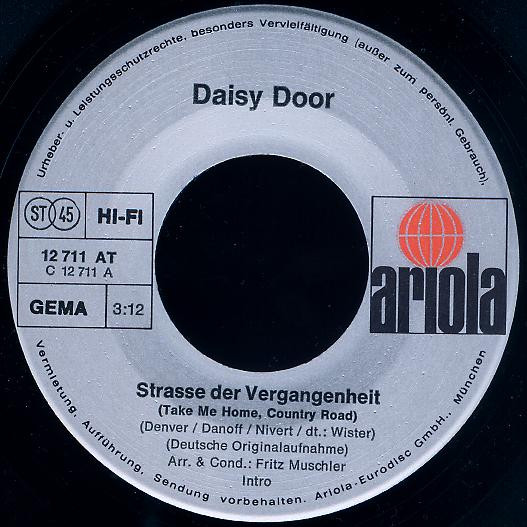 Urheber- u. Leistungsschutzrechte, besonders Vervielfältigung (außer zum persönl. Gebrauch),
Daisy Door
ST 45 HI-FI
12 711 AT
C 12 711 A
GEMA 3:12
ariola
Strasse der Vergangenheit
(Take Me Home, Country Road)
(Denver / Danoff / Nivert / dt.: Wister)
(Deutsche Originalaufnahme)
Arr. & Cond.: Fritz Muschler
Intro
Vermietung, Aufführung, Sendung vorbehalten. Ariola-Eurodisc GmbH., München